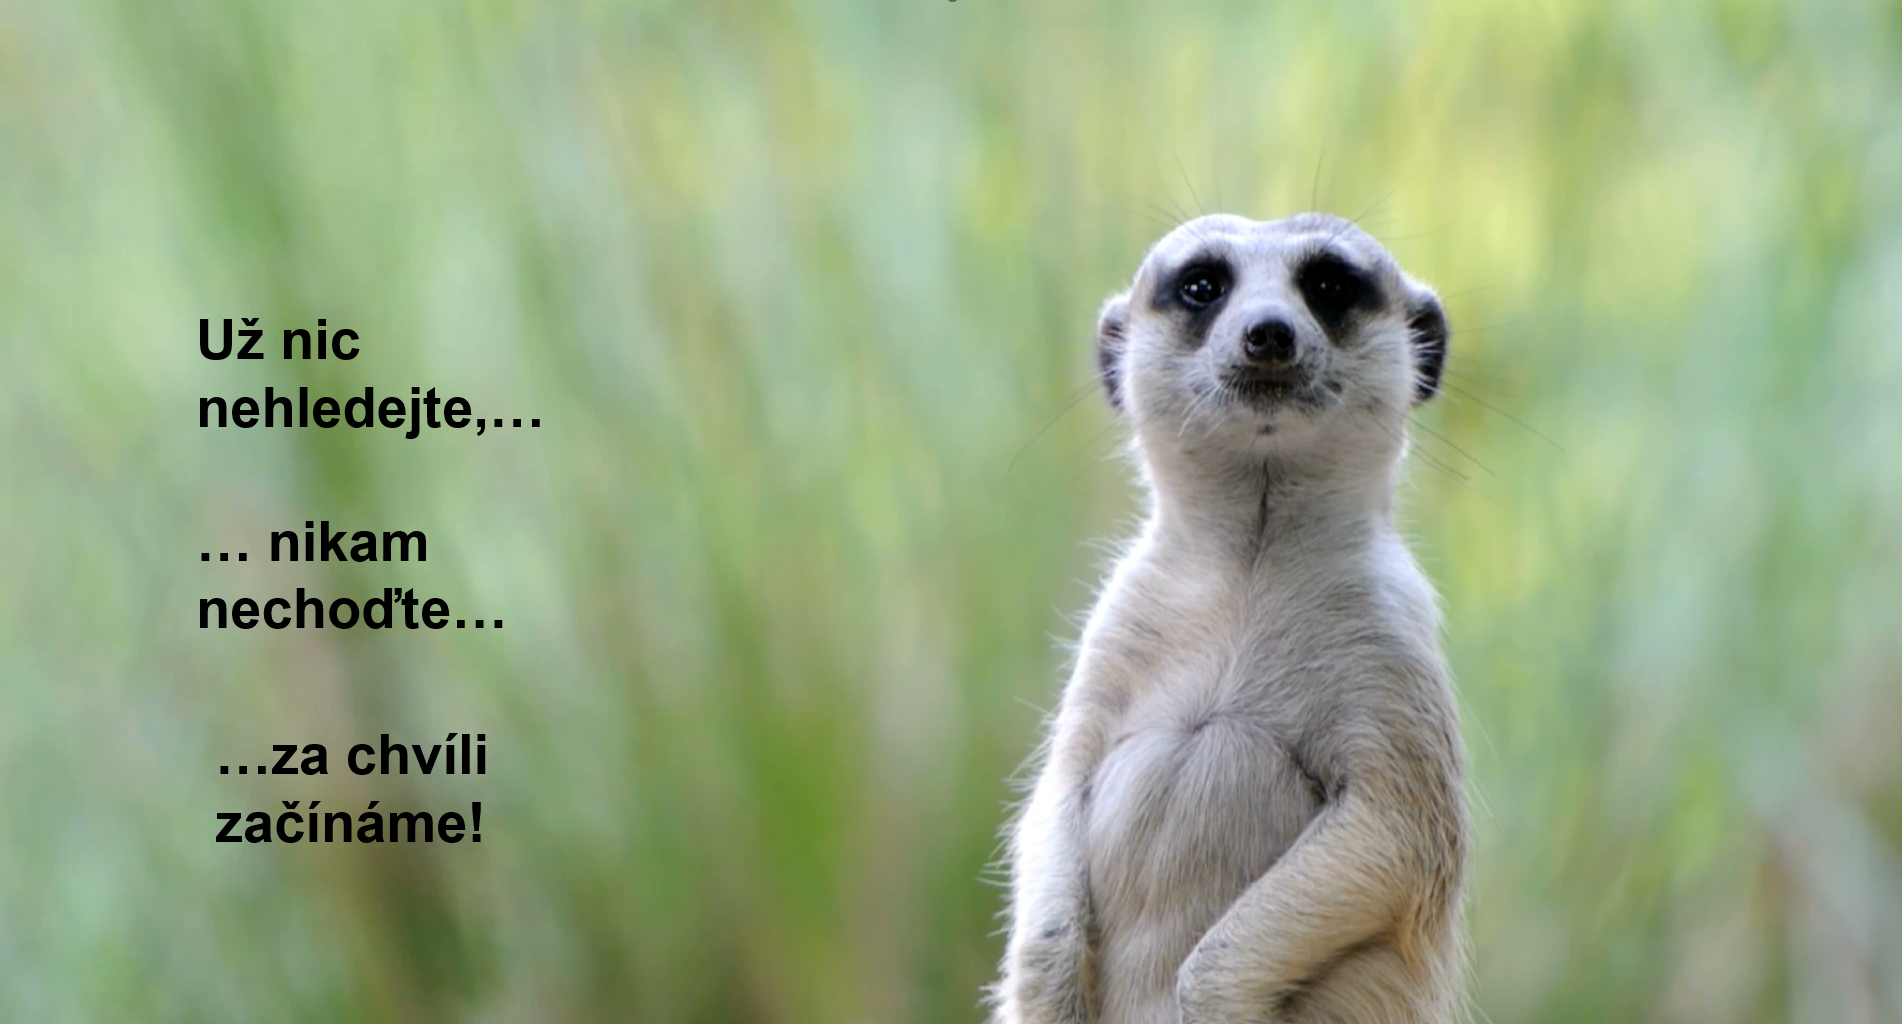 Už nic
nehledejte,…
… nikam
nechoďte…
…za chvíli
začínáme!